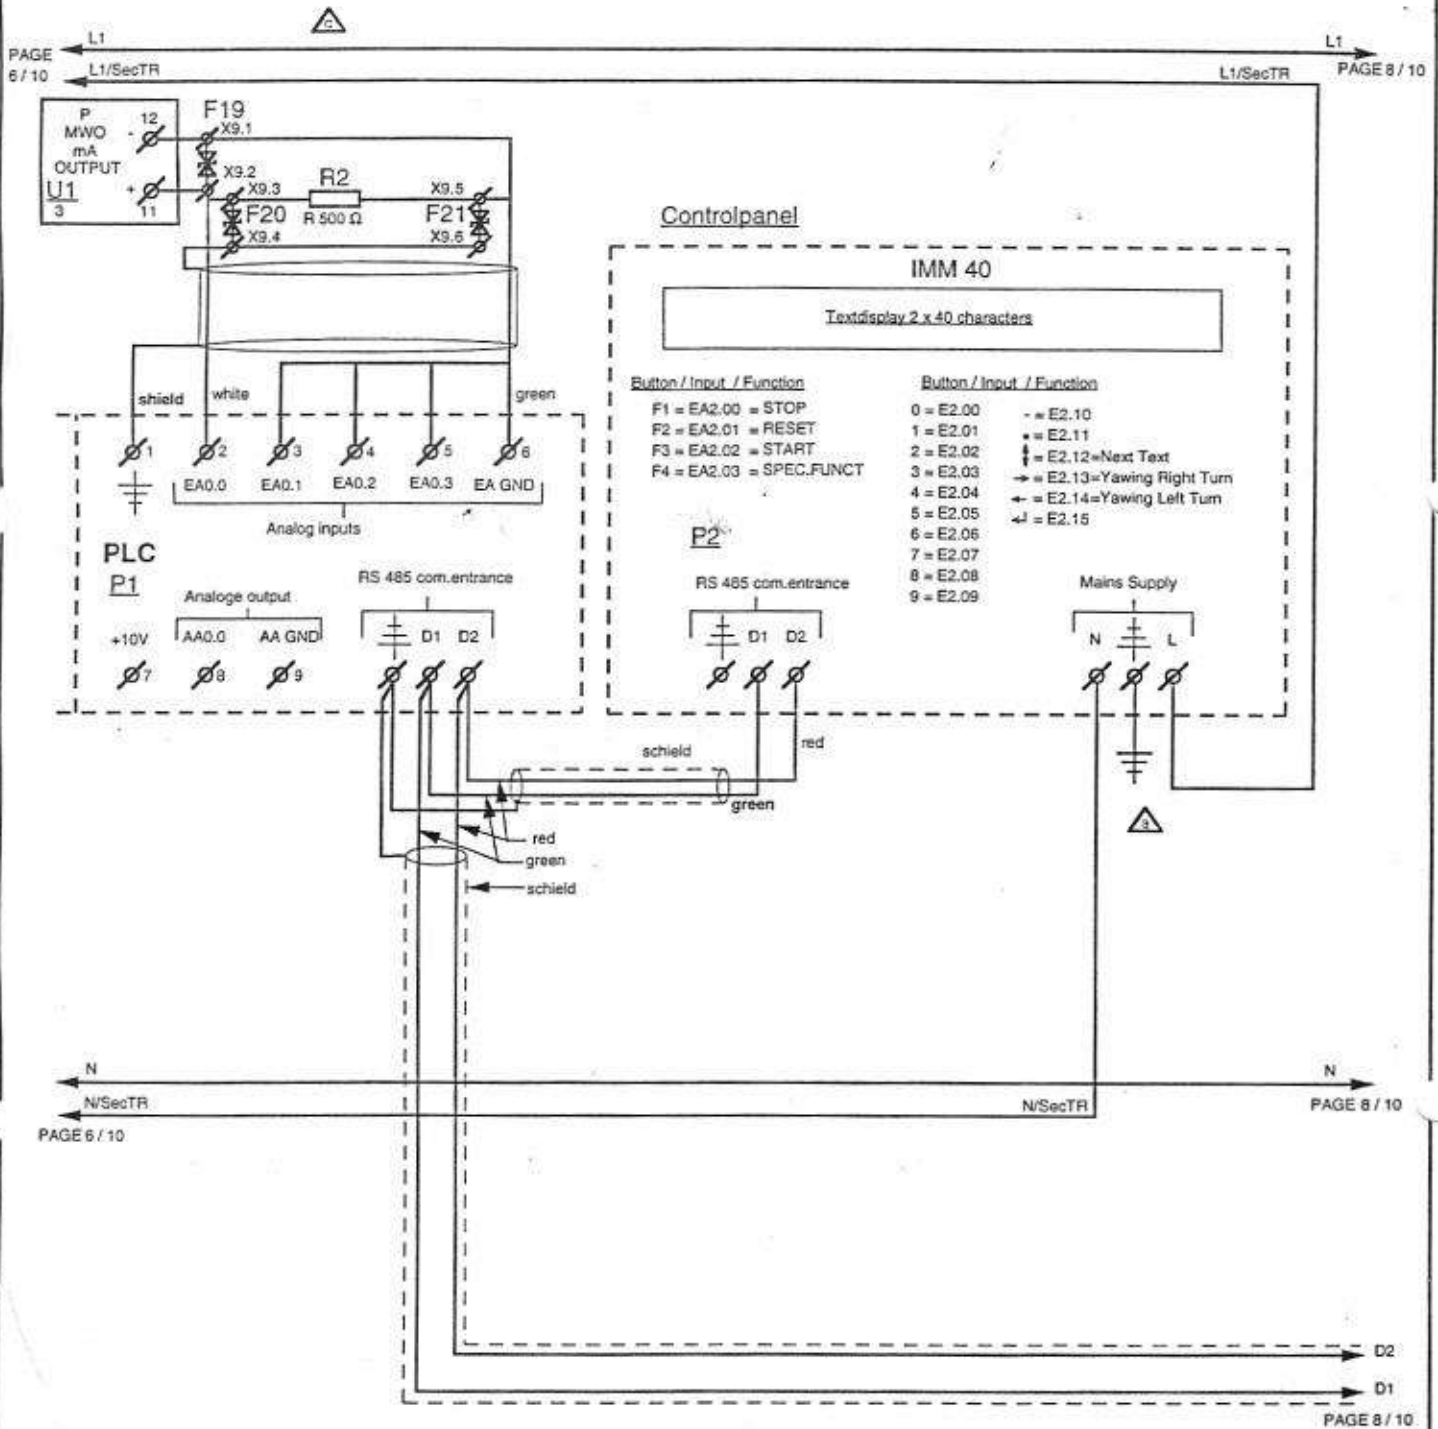 C
L1
L1
PAGE
6 / 10
L1/SecTR
L1/SecTR
PAGE 8 / 10
P
MWO
mA
OUTPUT
U1
3
12
-
+
11
F19
X9.1
X9.2
X9.3
R2
X9.5
F20
R 500 Ω
F21
X9.4
X9.6
Controlpanel
IMM 40
Textdisplay 2 x 40 characters
Button / Input / Function
F1 = EA2.00 = STOP
F2 = EA2.01 = RESET
F3 = EA2.02 = START
F4 = EA2.03 = SPEC.FUNCT
Button / Input / Function
0 = E2.00
1 = E2.01
2 = E2.02
3 = E2.03
4 = E2.04
5 = E2.05
6 = E2.06
7 = E2.07
8 = E2.08
9 = E2.09
- = E2.10
• = E2.11
= E2.12=Next Text
→ = E2.13=Yawing Right Turn
← = E2.14=Yawing Left Turn
↵ = E2.15
shield
white
green
1
2
3
4
5
6
EA0.0
EA0.1
EA0.2
EA0.3
EA GND
Analog inputs
PLC
P1
Analoge output
RS 485 com.entrance
+10V
AA0.0
AA GND
D1
D2
7
8
9
P2
RS 485 com.entrance
D1
D2
Mains Supply
N
L
schield
red
green
red
green
schield
N
N
N/SecTR
N/SecTR
PAGE 8 / 10
PAGE 6 / 10
D2
D1
PAGE 8 / 10